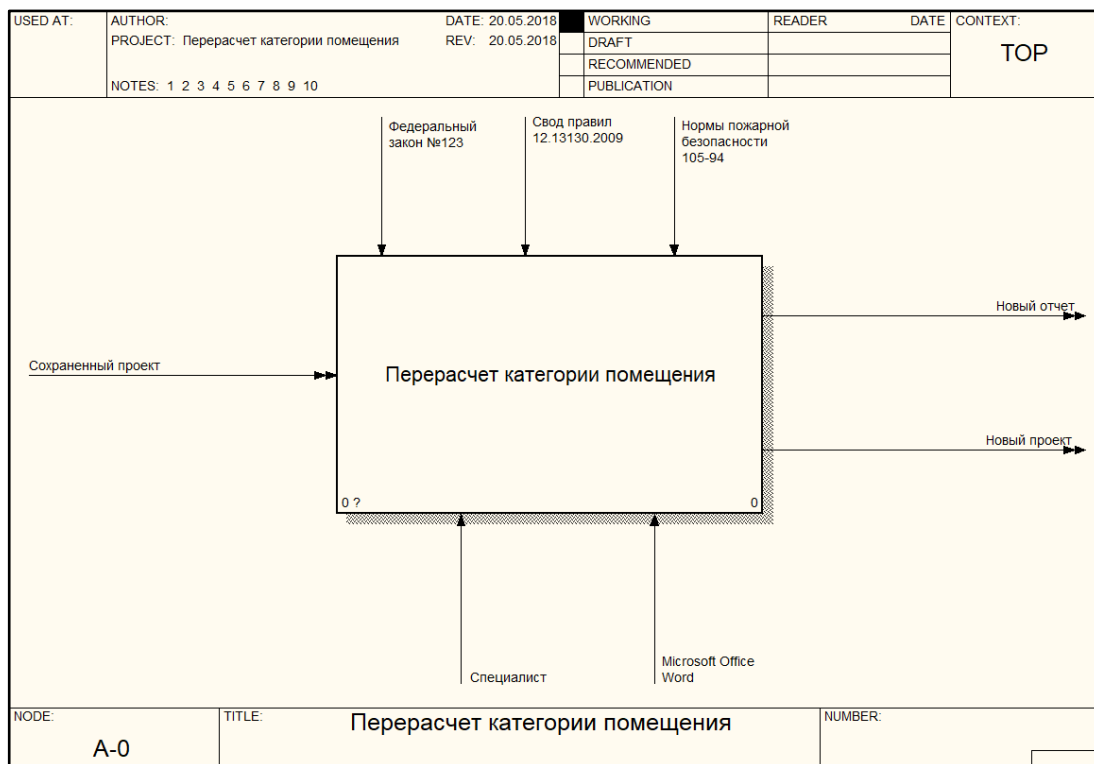 USED AT:
AUTHOR:
DATE: 20.05.2018
PROJECT: Перерасчет категории помещения
REV: 20.05.2018
NOTES: 1 2 3 4 5 6 7 8 9 10
WORKING
DRAFT
RECOMMENDED
PUBLICATION
READER
DATE
CONTEXT:
TOP
Федеральный
закон №123
Свод правил
12.13130.2009
Нормы пожарной
безопасности
105-94
Новый отчет
Сохраненный проект
Перерасчет категории помещения
Новый проект
0 ?
0
Специалист
Microsoft Office
Word
NODE:
A-0
TITLE:
Перерасчет категории помещения
NUMBER: